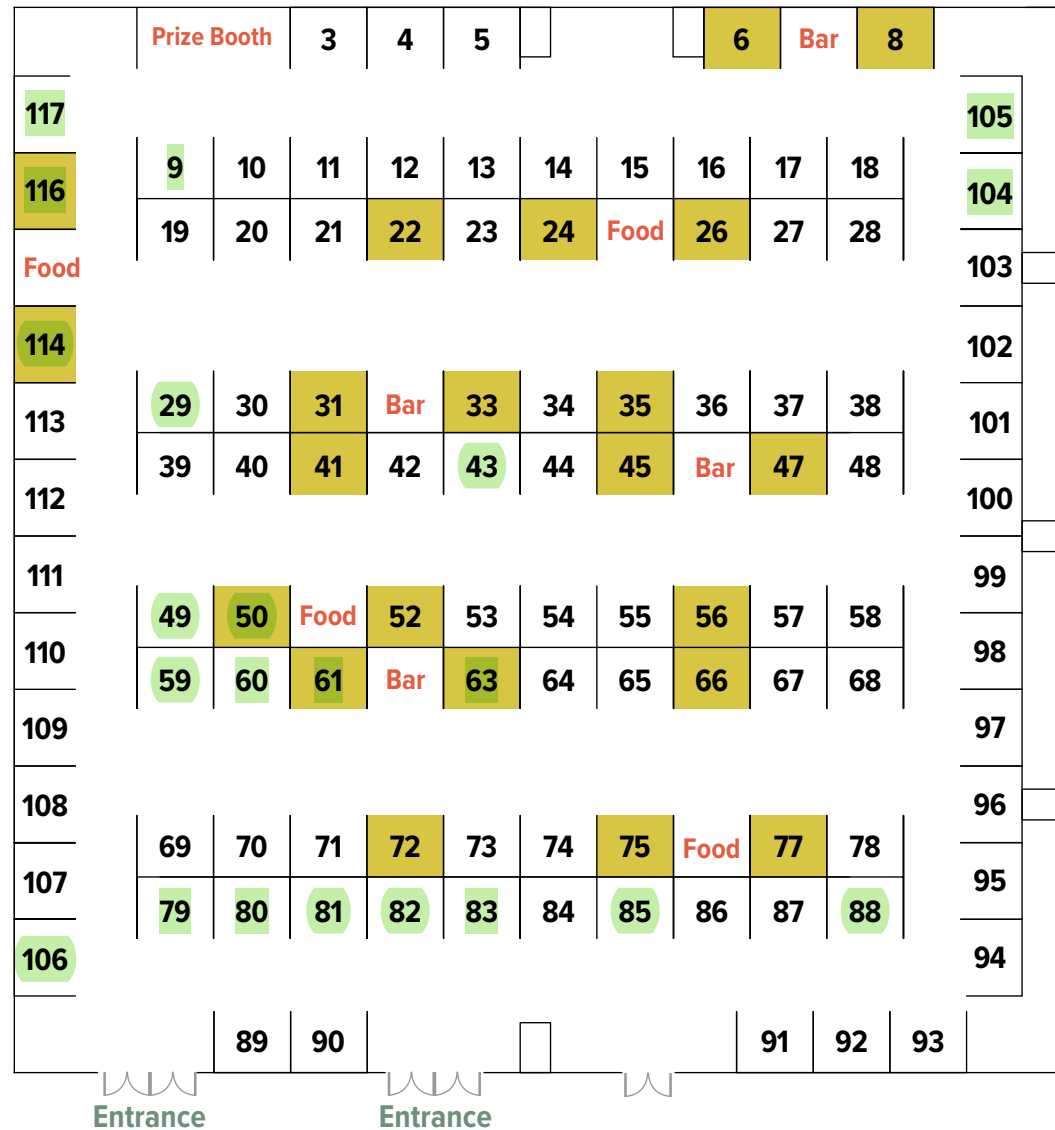 Prize Booth 3 4 5 6 Bar 8
117 105
9 10 11 12 13 14 15 16 17 18
116 104
19 20 21 22 23 24 Food 26 27 28
Food 103
114 102
29 30 31 Bar 33 34 35 36 37 38
113 101
39 40 41 42 43 44 45 Bar 47 48
112 100
111 99
49 50 Food 52 53 54 55 56 57 58
110 98
59 60 61 Bar 63 64 65 66 67 68
109 97
108 96
69 70 71 72 73 74 75 Food 77 78
107 95
79 80 81 82 83 84 85 86 87 88
106 94
89 90 91 92 93
Entrance Entrance